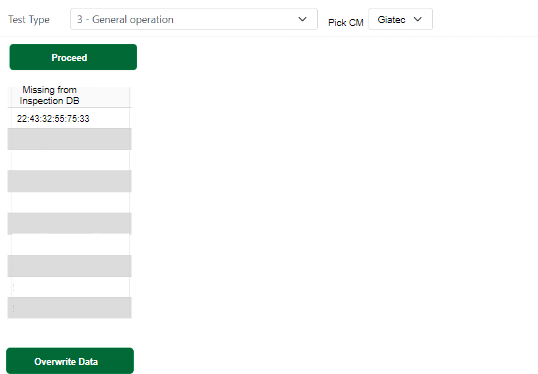 Test Type 3 - General operation Pick CM Giatec
Proceed
Missing from
Inspection DB
22:43:32:55:75:33
Overwrite Data